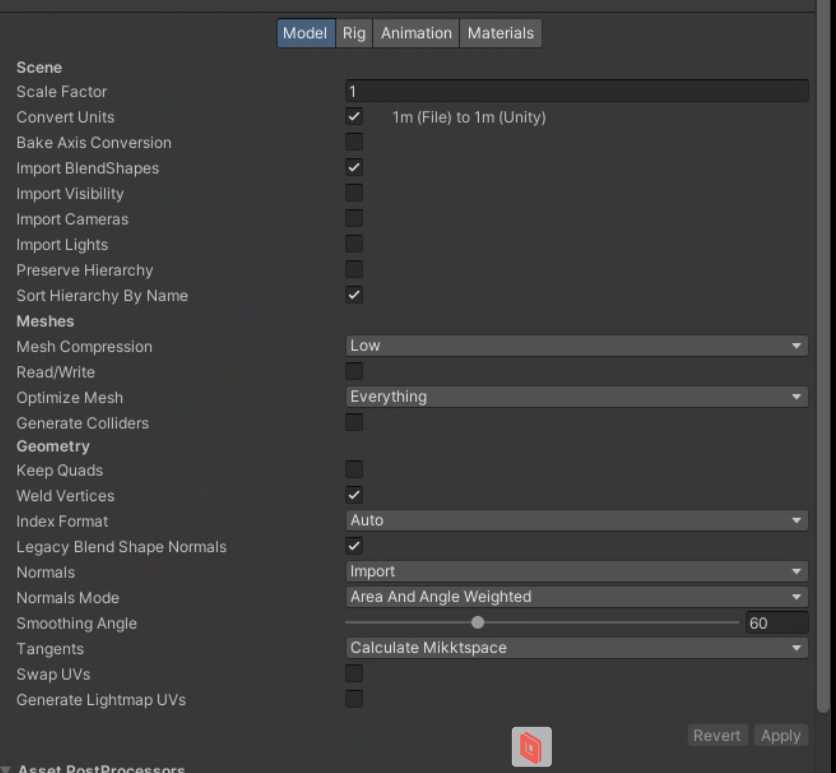 Model Rig Animation Materials
Scene
Scale Factor 1
Convert Units 1m (File) to 1m (Unity)
Bake Axis Conversion
Import BlendShapes
Import Visibility
Import Cameras
Import Lights
Preserve Hierarchy
Sort Hierarchy By Name
Meshes
Mesh Compression Low
Read/Write
Optimize Mesh Everything
Generate Colliders
Geometry
Keep Quads
Weld Vertices
Index Format Auto
Legacy Blend Shape Normals
Normals Import
Normals Mode Area And Angle Weighted
Smoothing Angle 60
Tangents Calculate Mikktspace
Swap UVs
Generate Lightmap UVs
Revert Apply
Asset PostProcessors